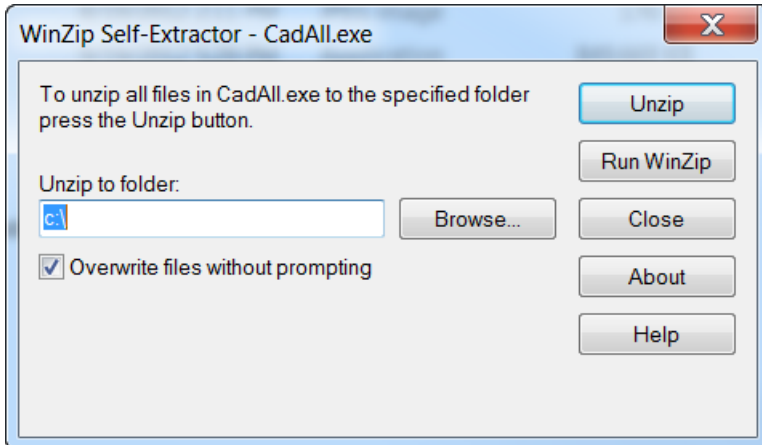 WinZip Self-Extractor - CadAll.exe
To unzip all files in CadAll.exe to the specified folder
press the Unzip button.
Unzip
Run WinZip
Unzip to folder:
c:\
Browse...
Close
Overwrite files without prompting
About
Help